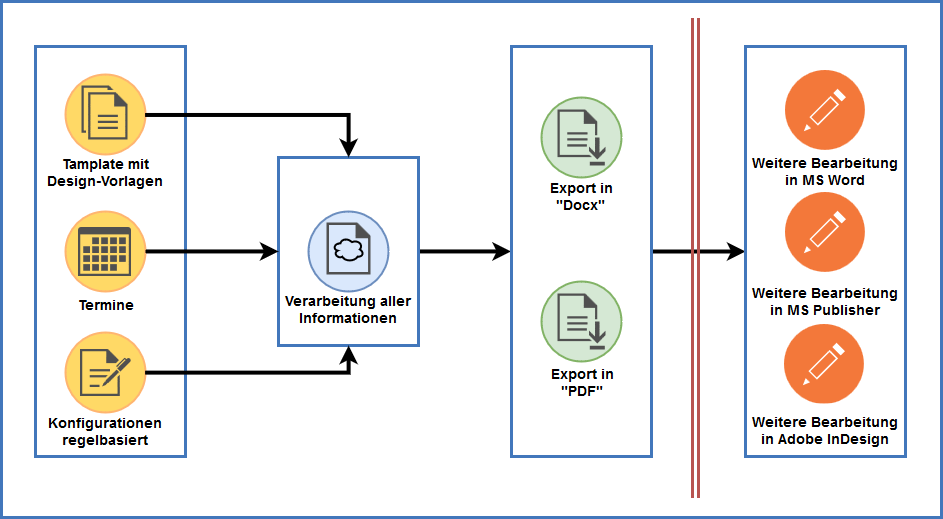 Tamplate mit
Design-Vorlagen
Termine
Konfigurationen
regelbasiert
Verarbeitung aller
Informationen
Export in
"Docx"
Export in
"PDF"
Weitere Bearbeitung
in MS Word
Weitere Bearbeitung
in MS Publisher
Weitere Bearbeitung
in Adobe InDesign